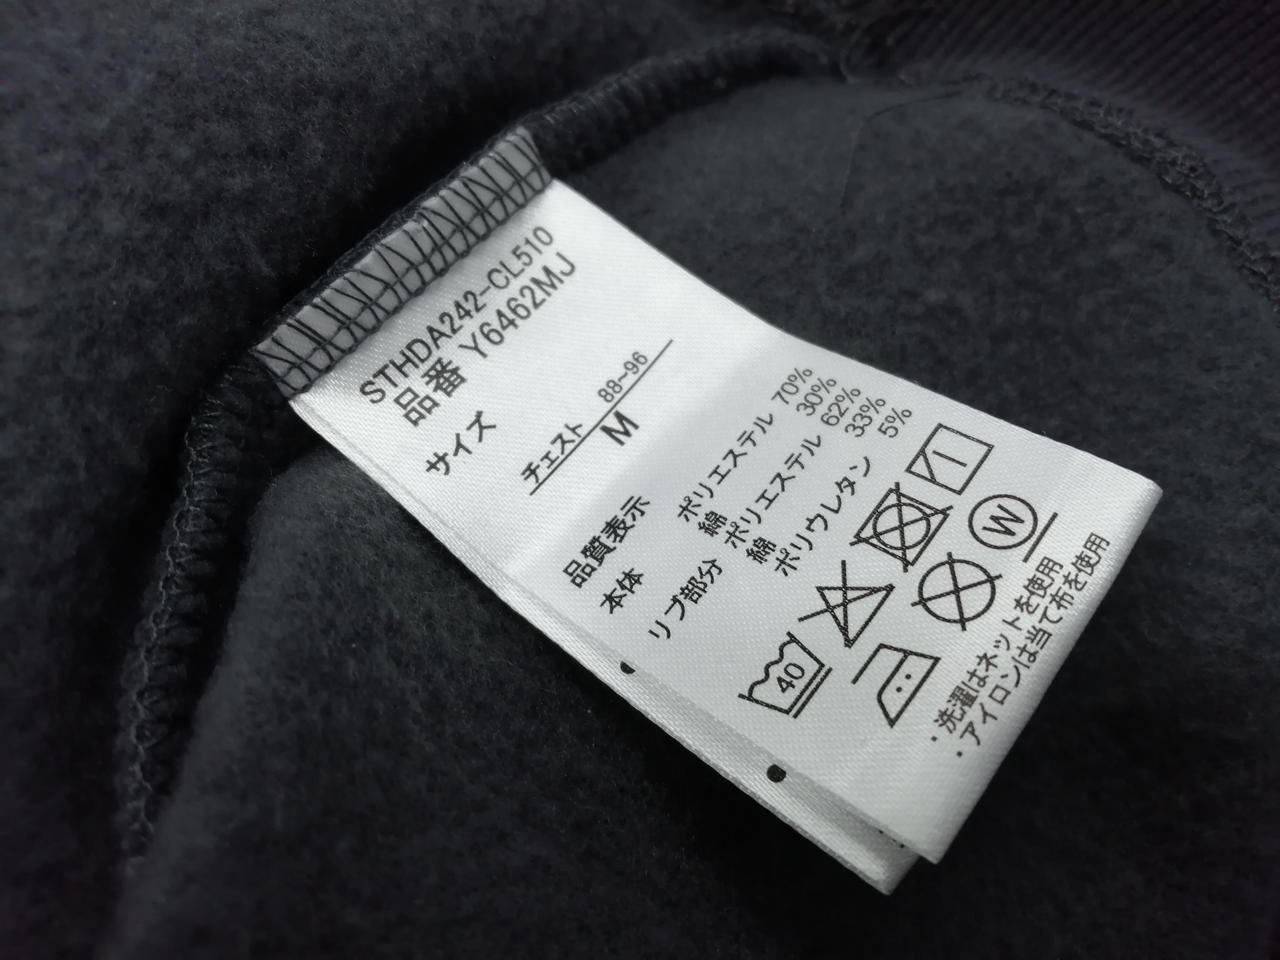 STHDA242-CL510
品番 Y6462MJ
サイズ
チェスト 88~96
M
品質表示
本体 ポリエステル 70%
綿 30%
リブ部分 ポリエステル 62%
綿 33%
ポリウレタン 5%
40
W
・洗濯はネットを使用
・アイロンは当て布を使用